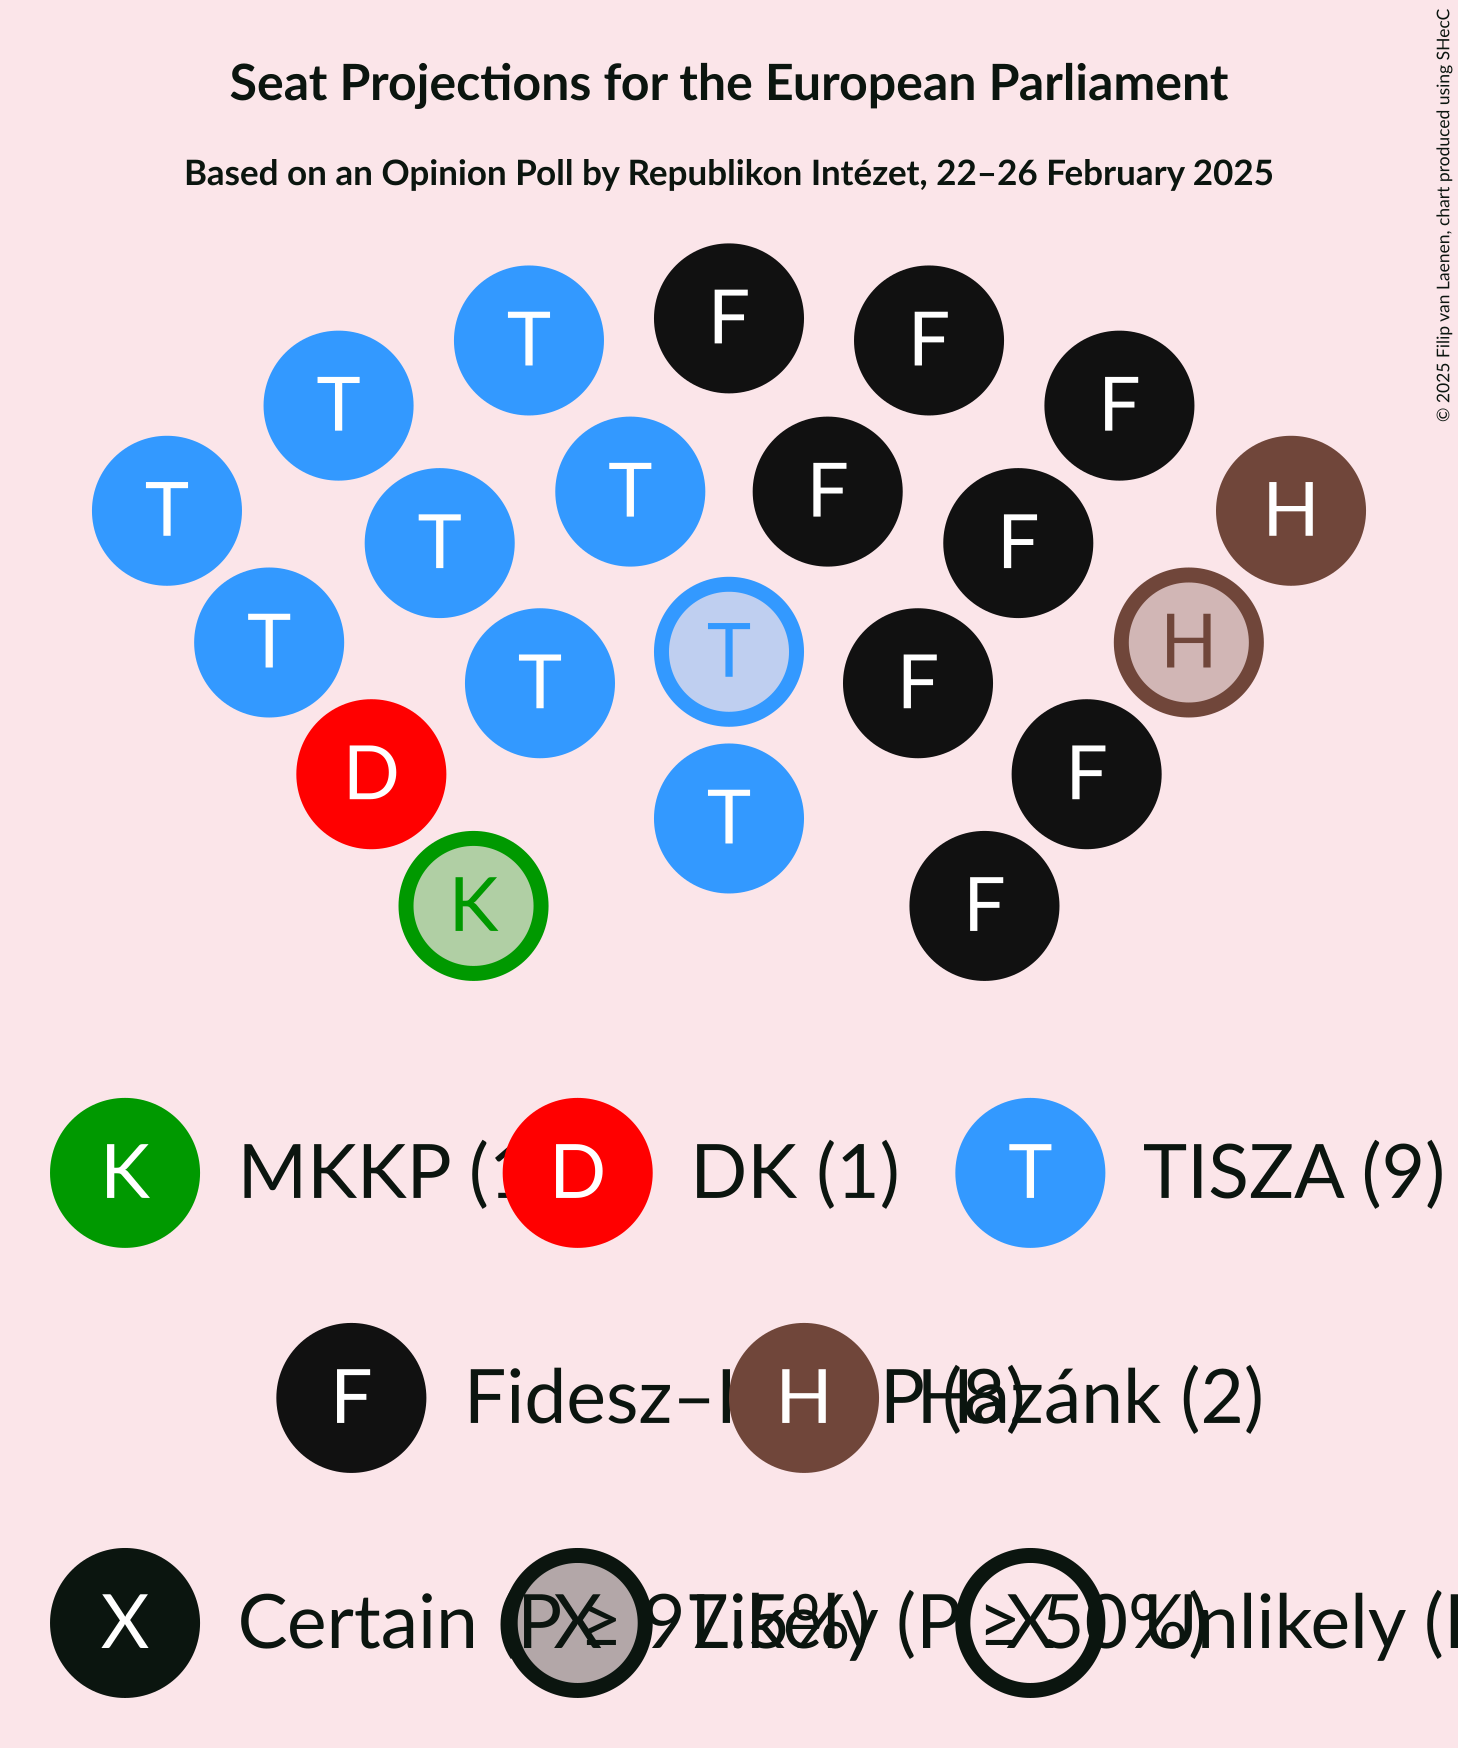 Seat Projections for the European Parliament
Based on an Opinion Poll by Republikon Intézet, 22–26 February 2025
© 2025 Filip van Laenen, chart produced using SHecC
F
T F
T F
T F
T F
T H
T F
T H
T T F
D F
T
K F
K MKKP (1 D DK (1) T TISZA (9)
F Fidesz– H P (8) Hazánk (2)
X Certain (P ≥ 97.5%) X Likely (P ≥ 50%) X Unlikely (